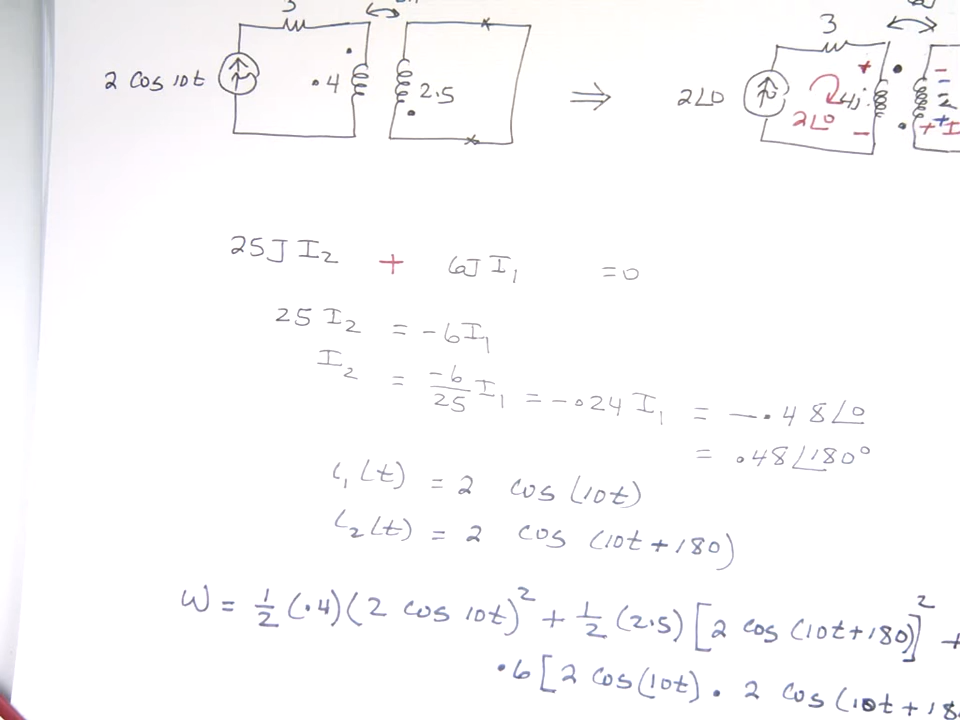 3 3
2 cos 10t .4 2.5 ⇒ 2∠0 2∠0 4j + − − +
25J I₂ + 6J I₁ = 0
25 I₂ = -6I₁
I₂ = -6/25 I₁ = -.024 I₁ = -.48∠0
= .48∠180°
i₁(t) = 2 cos (10t)
i₂(t) = 2 cos (10t + 180)
W = 1/2 (.4)(2 cos 10t)² + 1/2 (2.5) [2 cos (10t+180)]² +
.6 [2 cos(10t) . 2 cos (10t + 18